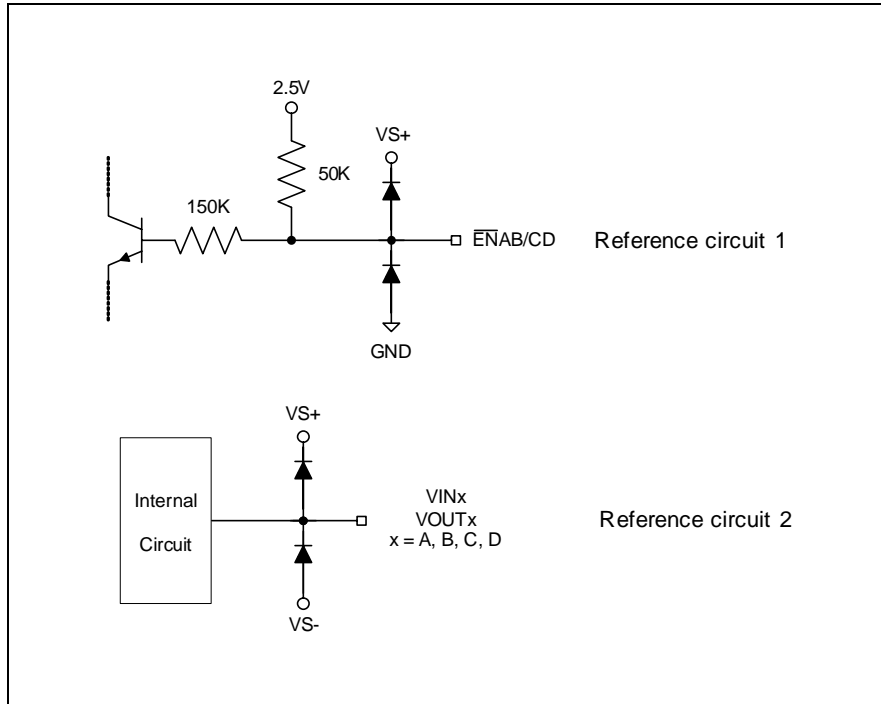 2.5V
VS+
50K
150K
E̅N̅AB/CD
Reference circuit 1
GND
VS+
Internal
Circuit
VINx
VOUTx
x = A, B, C, D
Reference circuit 2
VS-